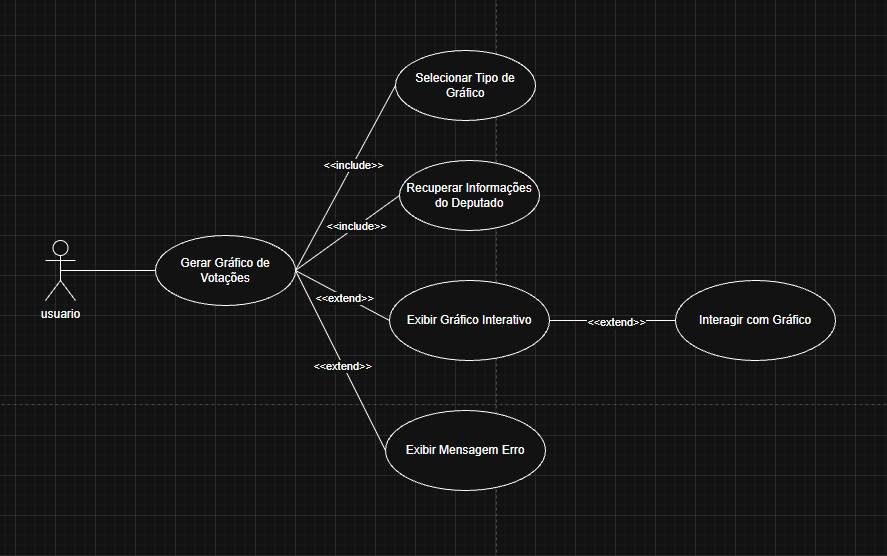 Selecionar Tipo de
Gráfico
<<include>>
Recuperar Informações
do Deputado
<<include>>
Gerar Gráfico de
Votações
usuario
<<extend>>
Exibir Gráfico Interativo
<<extend>>
Interagir com Gráfico
<<extend>>
Exibir Mensagem Erro